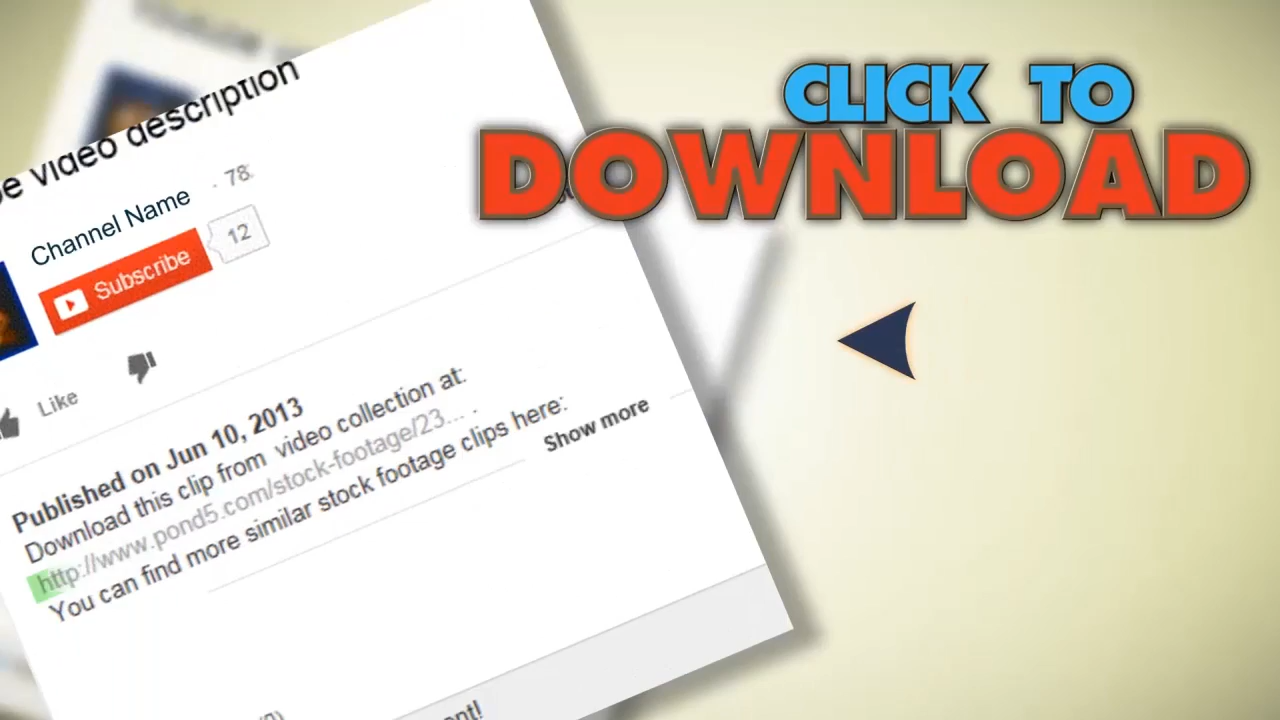 CLICK TO
DOWNLOAD
video description
Channel Name
78
Subscribe
12
Like
Published on Jun 10, 2013
Download this clip from video collection at:
http://www.pond5.com/stock-footage/23... .
You can find more similar stock footage clips here:
Show more